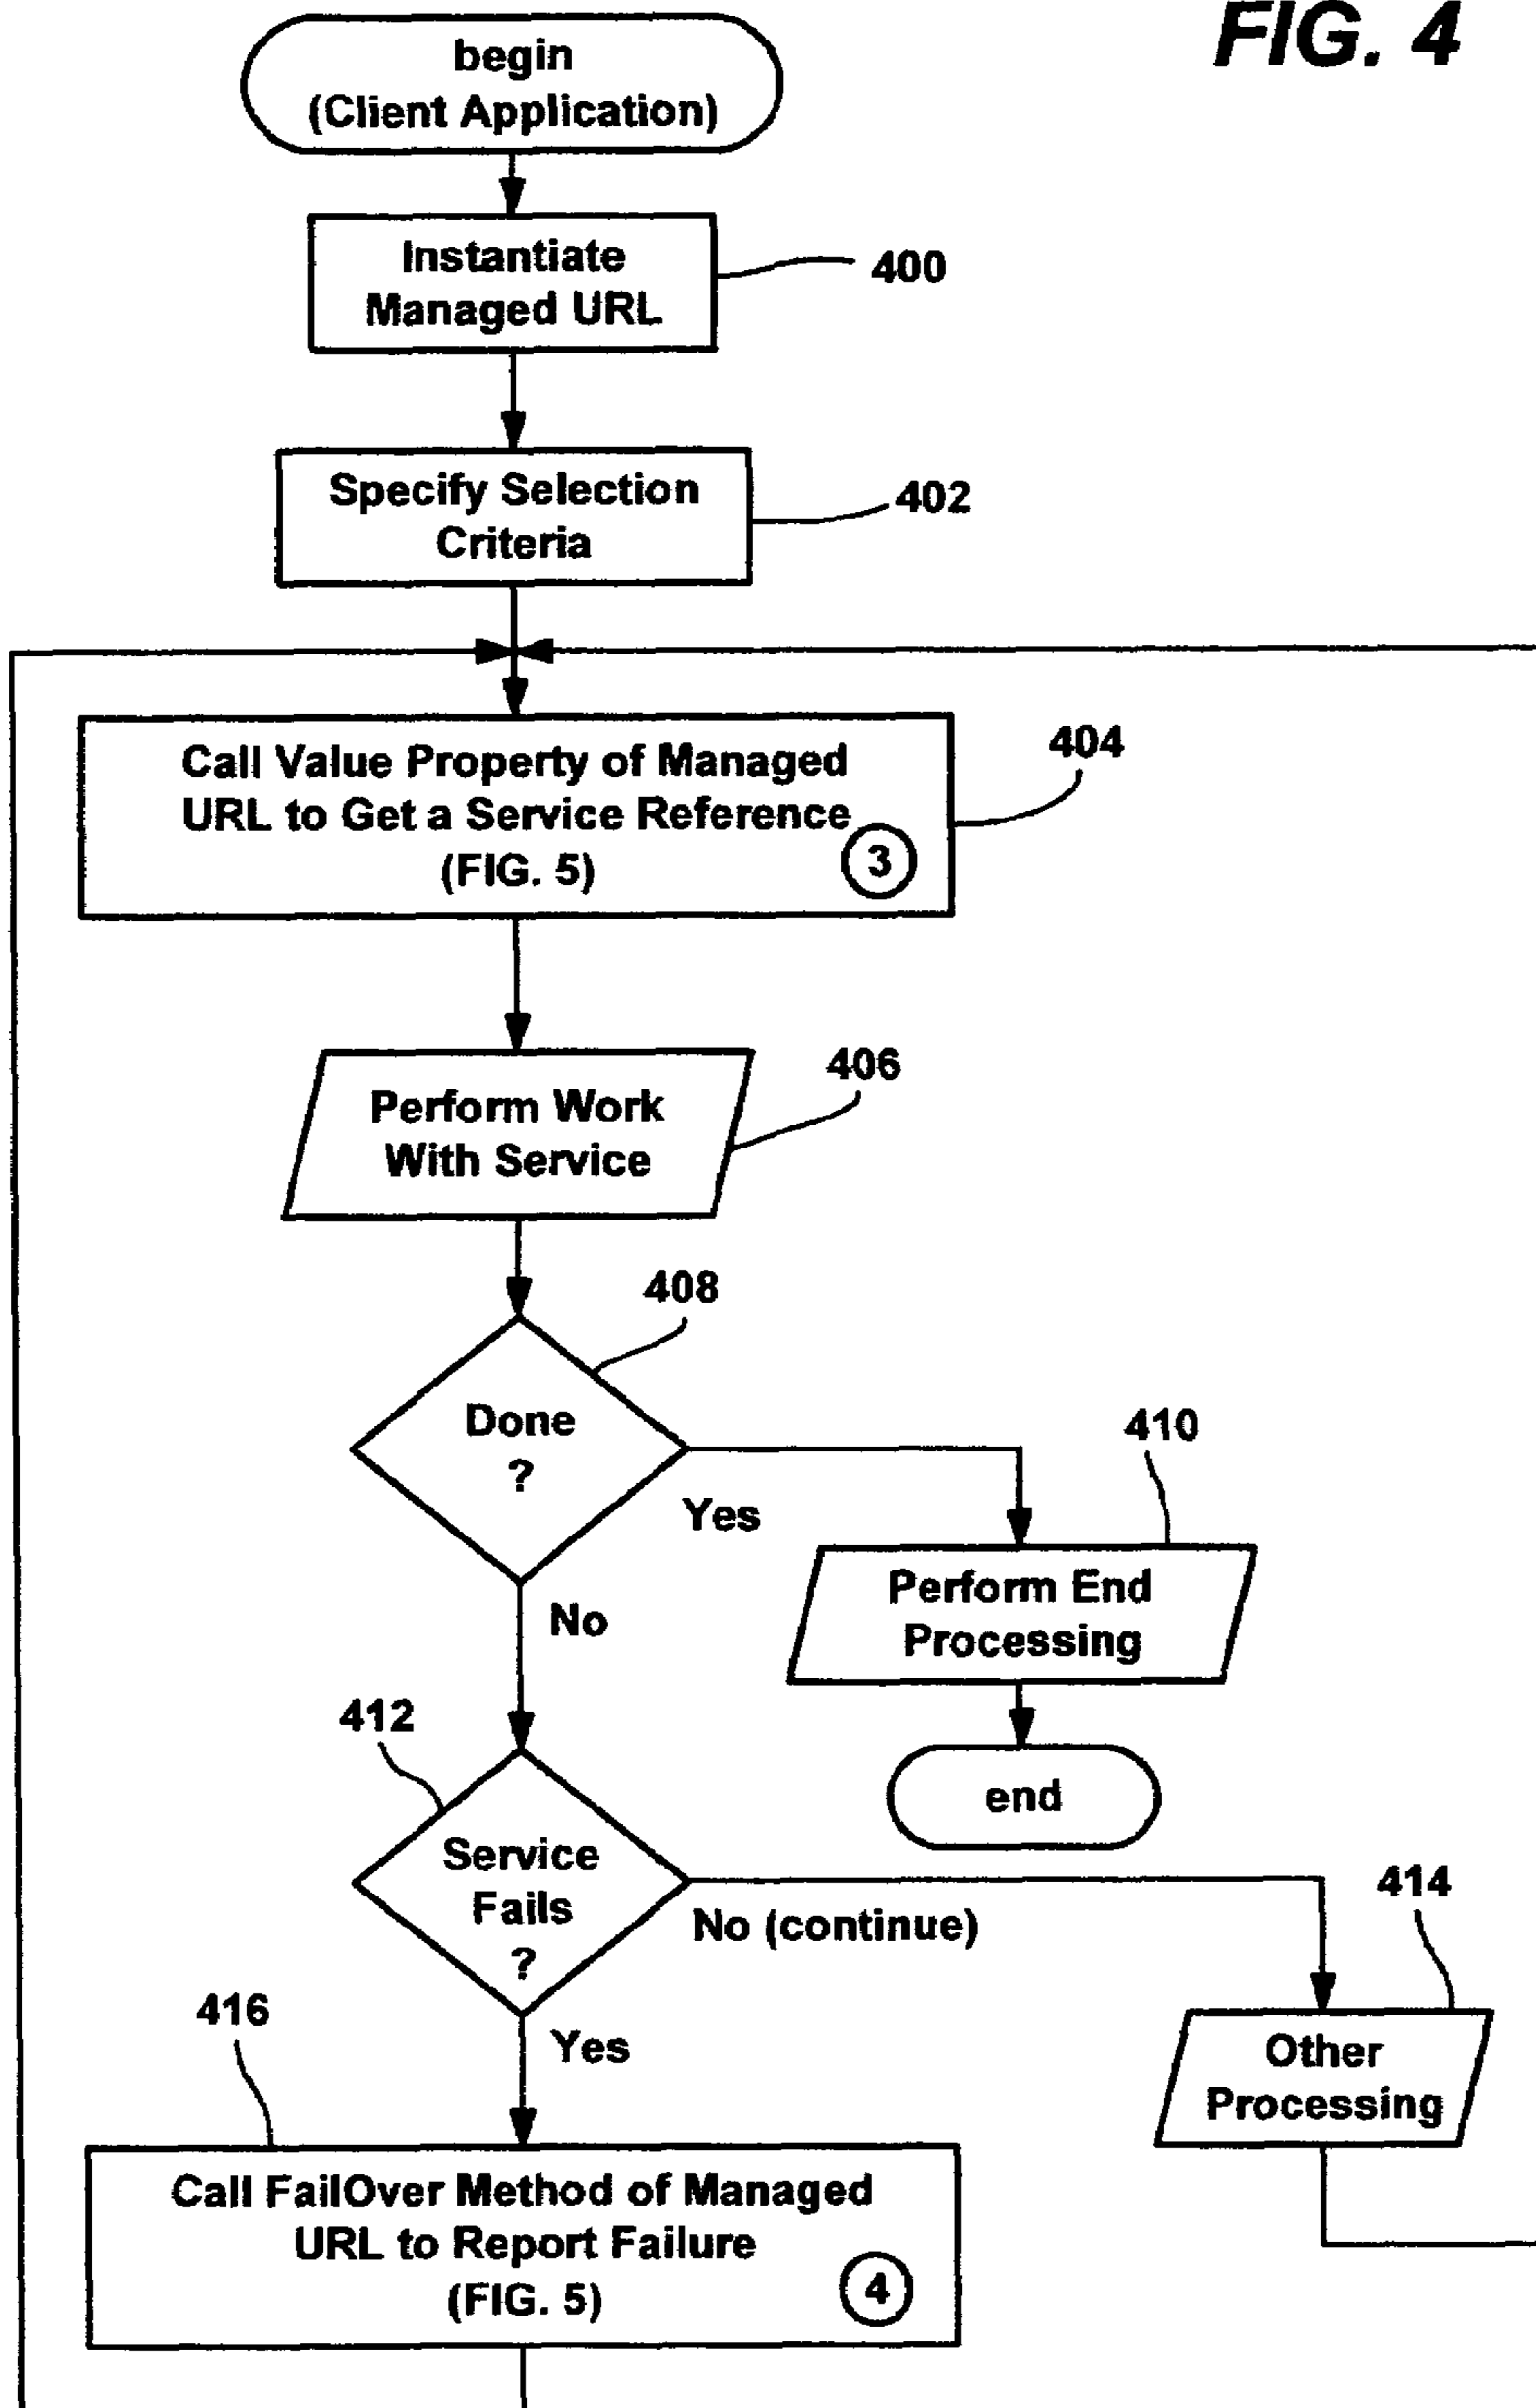 FIG. 4
begin
(Client Application)
Instantiate
Managed URL
400
Specify Selection
Criteria
402
Call Value Property of Managed
URL to Get a Service Reference
(FIG. 5)
3
404
Perform Work
With Service
406
408
Done
?
Yes
No
410
Perform End
Processing
end
412
Service
Fails
?
No (continue)
Yes
414
Other
Processing
416
Call FailOver Method of Managed
URL to Report Failure
(FIG. 5)
4